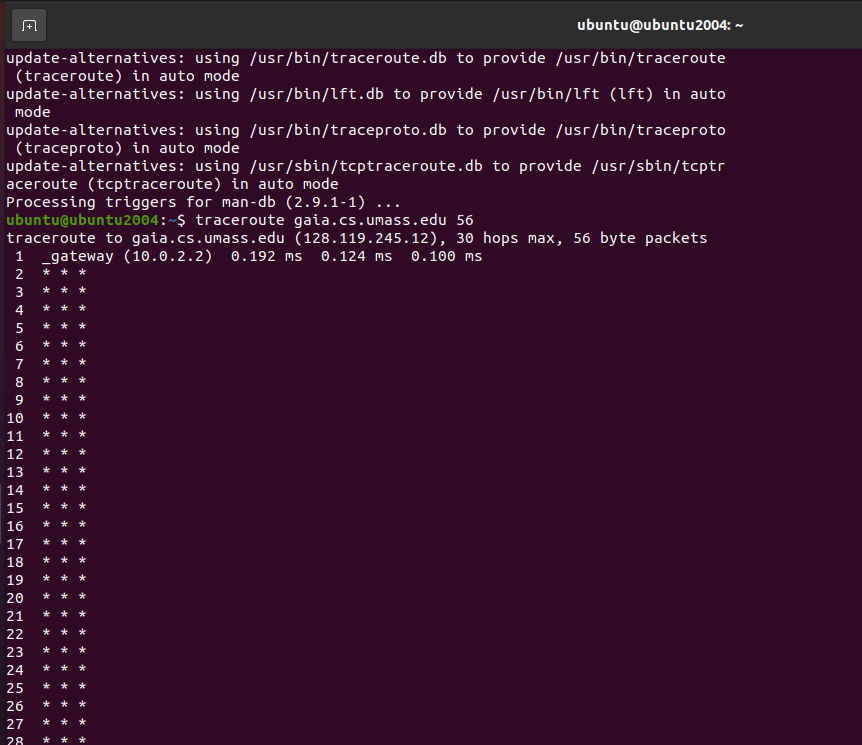 ubuntu@ubuntu2004: ~
update-alternatives: using /usr/bin/traceroute.db to provide /usr/bin/traceroute
 (traceroute) in auto mode
update-alternatives: using /usr/bin/lft.db to provide /usr/bin/lft (lft) in auto
 mode
update-alternatives: using /usr/bin/traceproto.db to provide /usr/bin/traceproto
 (traceproto) in auto mode
update-alternatives: using /usr/sbin/tcptraceroute.db to provide /usr/sbin/tcptr
aceroute (tcptraceroute) in auto mode
Processing triggers for man-db (2.9.1-1) ...
ubuntu@ubuntu2004:~$ traceroute gaia.cs.umass.edu 56
traceroute to gaia.cs.umass.edu (128.119.245.12), 30 hops max, 56 byte packets
 1  _gateway (10.0.2.2)  0.192 ms  0.124 ms  0.100 ms
 2  * * *
 3  * * *
 4  * * *
 5  * * *
 6  * * *
 7  * * *
 8  * * *
 9  * * *
10  * * *
11  * * *
12  * * *
13  * * *
14  * * *
15  * * *
16  * * *
17  * * *
18  * * *
19  * * *
20  * * *
21  * * *
22  * * *
23  * * *
24  * * *
25  * * *
26  * * *
27  * * *
28  * * *